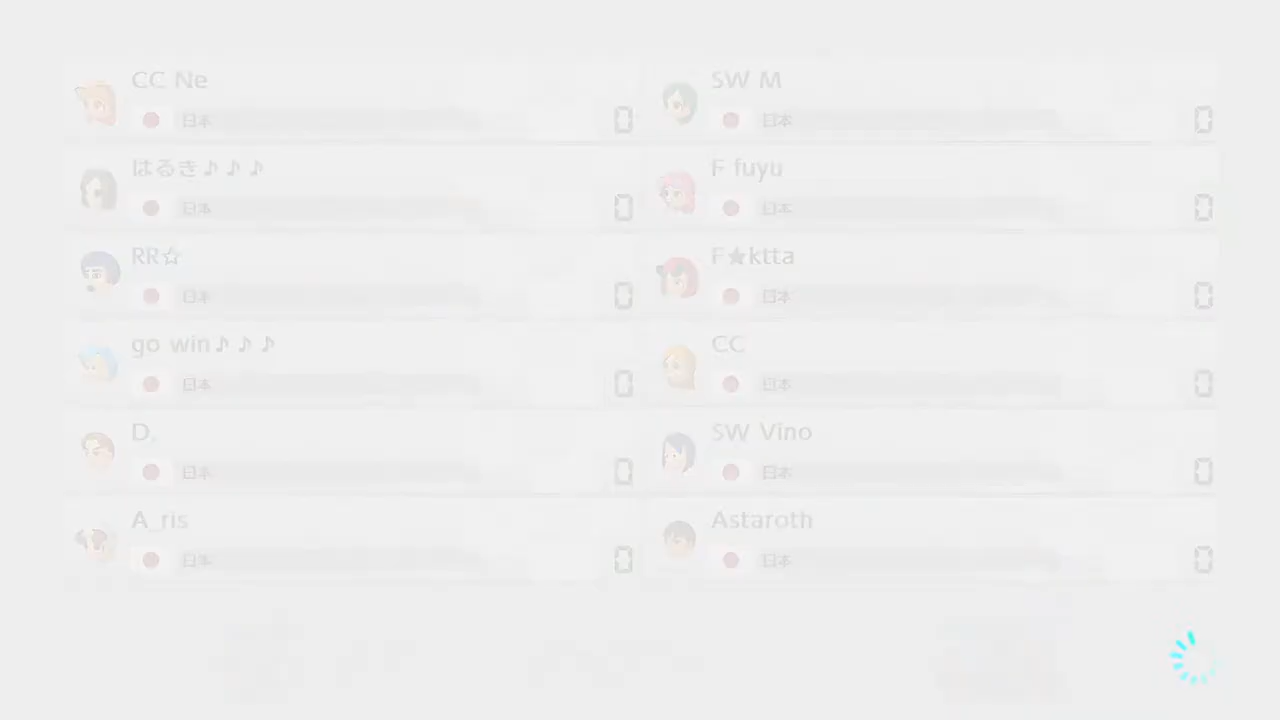 CC Ne
日本 0
はるき♪♪♪
日本 0
RR☆
日本 0
go win♪♪♪
日本 0
D.
日本 0
A_ris
日本 0
SW M
日本 0
F fuyu
日本 0
F★ktta
日本 0
CC
日本 0
SW Vino
日本 0
Astaroth
日本 0